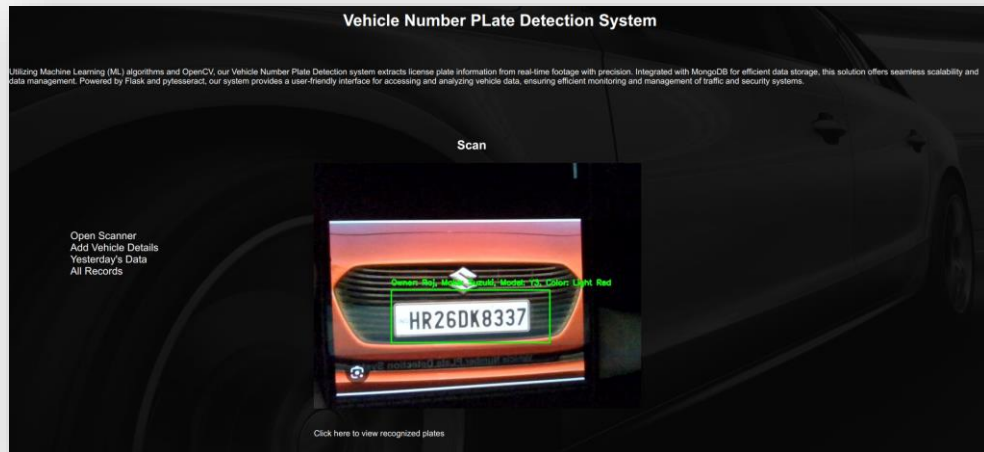 Vehicle Number PLate Detection System
Utilizing Machine Learning (ML) algorithms and OpenCV, our Vehicle Number Plate Detection system extracts license plate information from real-time footage with precision. Integrated with MongoDB for efficient data storage, this solution offers seamless scalability and
data management. Powered by Flask and pytesseract, our system provides a user-friendly interface for accessing and analyzing vehicle data, ensuring efficient monitoring and management of traffic and security systems.
Scan
Open Scanner
Add Vehicle Details
Yesterday's Data
All Records
Owner: Raj, Suzuki, Model: Color: Light Red
HR26DK8337
Click here to view recognized plates